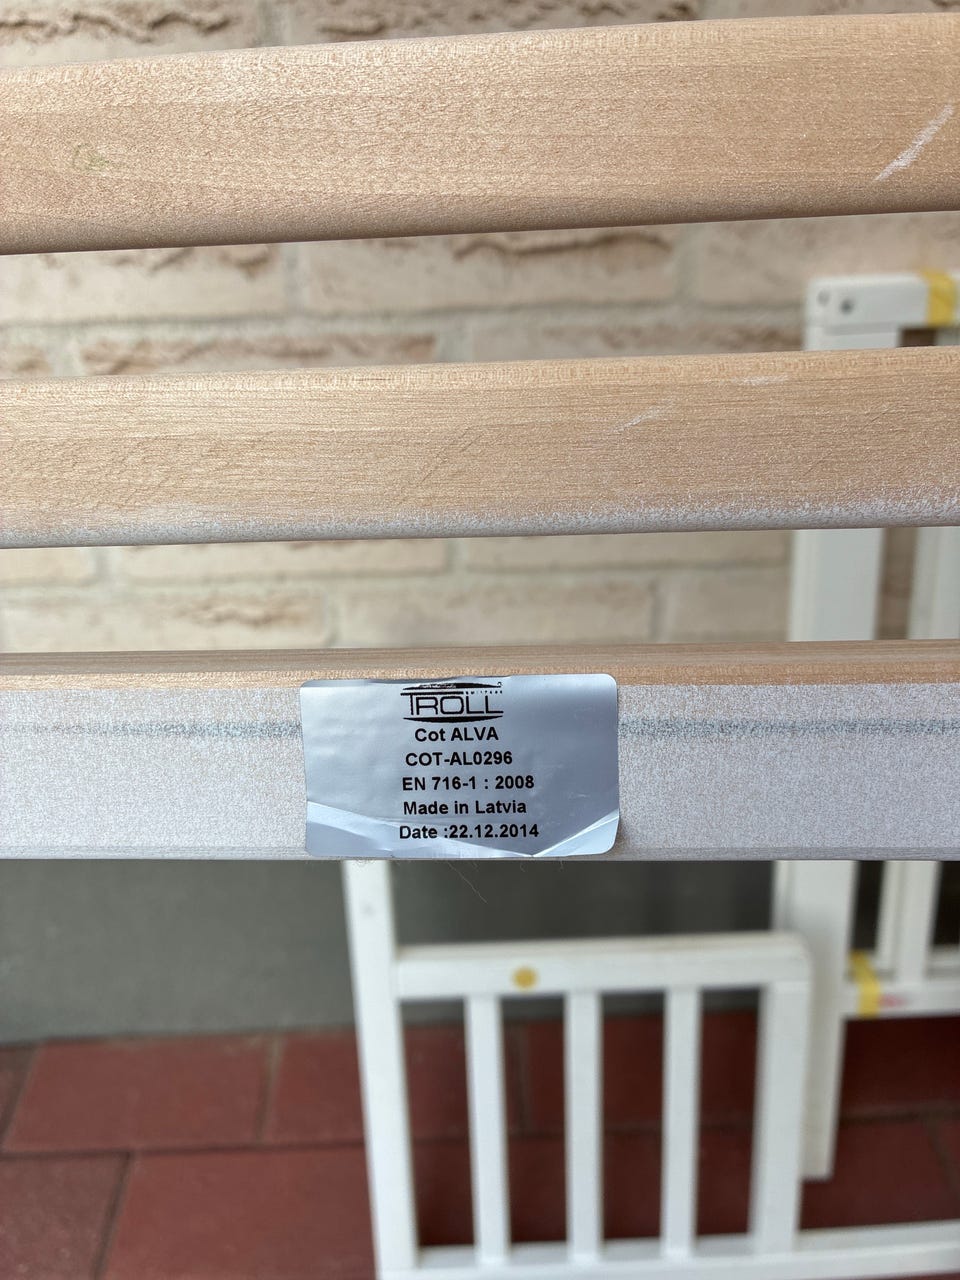 TROLL
Cot ALVA
COT-AL0296
EN 716-1 : 2008
Made in Latvia
Date :22.12.2014